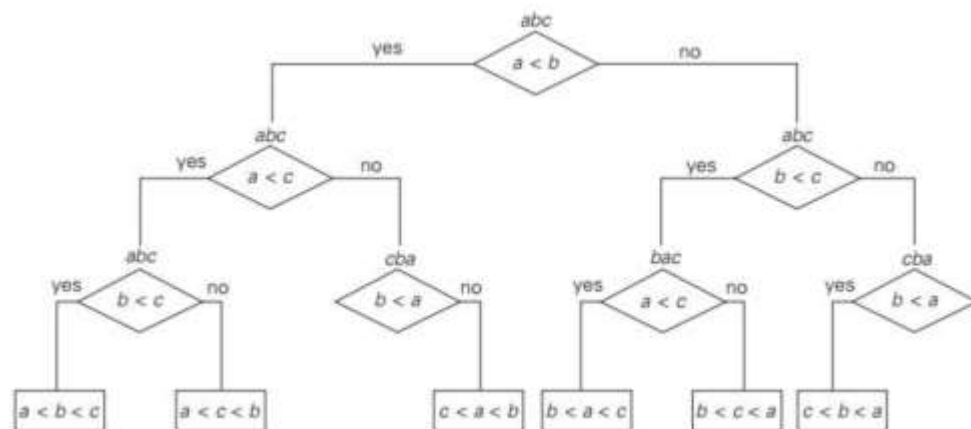 abc
yes a < b no
abc abc
yes a < c no yes b < c no
abc cba bac cba
yes b < c no b < a no yes a < c no yes b < a
a < b < c a < c < b c < a < b b < a < c b < c < a c < b < a